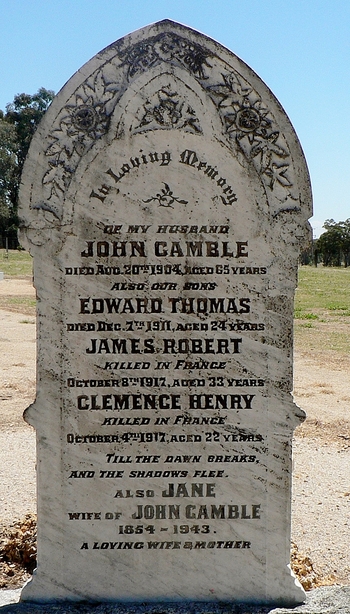 In Loving Memory
OF MY HUSBAND
JOHN GAMBLE
DIED AUG. 20TH 1904, AGED 65 YEARS
ALSO OUR SONS
EDWARD THOMAS
DIED DEC. 7TH 1911, AGED 24 YEARS
JAMES ROBERT
KILLED IN FRANCE
OCTOBER 8TH 1917, AGED 33 YEARS
CLEMENCE HENRY
KILLED IN FRANCE
OCTOBER 4TH 1917, AGED 22 YEARS
TILL THE DAWN BREAKS,
AND THE SHADOWS FLEE.
ALSO JANE
WIFE OF JOHN GAMBLE
1854 - 1943.
A LOVING WIFE & MOTHER